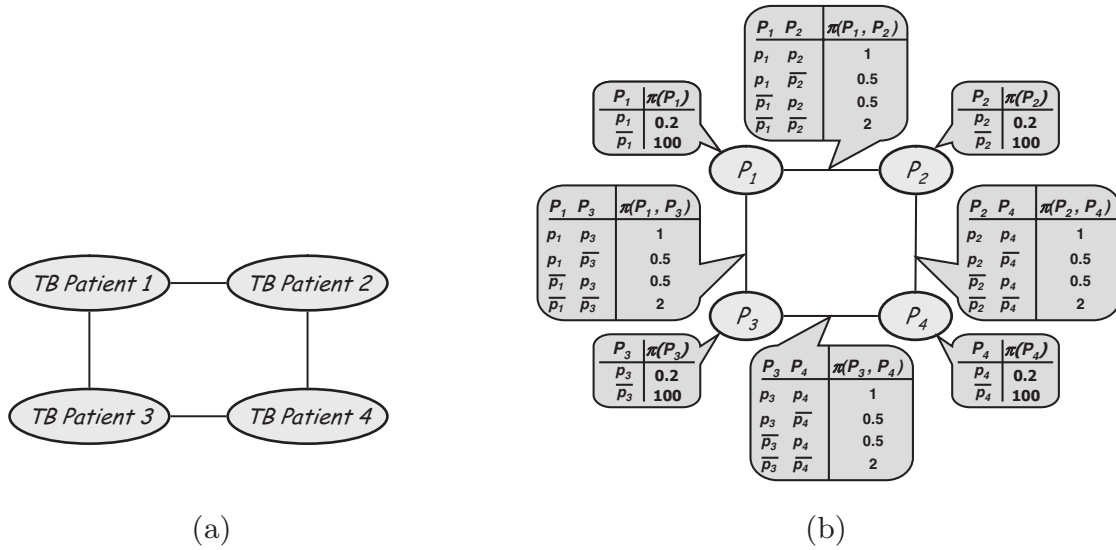 TB Patient 1
TB Patient 2
TB Patient 3
TB Patient 4
(a)
P₁ P₂ π(P₁, P₂)
p₁ p₂ 1
p₁ p̅₂ 0.5
p̅₁ p₂ 0.5
p̅₁ p̅₂ 2
P₁ π(P₁)
p₁ 0.2
p̅₁ 100
P₂ π(P₂)
p₂ 0.2
p̅₂ 100
P₁
P₂
P₁ P₃ π(P₁, P₃)
p₁ p₃ 1
p₁ p̅₃ 0.5
p̅₁ p₃ 0.5
p̅₁ p̅₃ 2
P₂ P₄ π(P₂, P₄)
p₂ p₄ 1
p₂ p̅₄ 0.5
p̅₂ p₄ 0.5
p̅₂ p̅₄ 2
P₃
P₄
P₃ π(P₃)
p₃ 0.2
p̅₃ 100
P₃ P₄ π(P₃, P₄)
p₃ p₄ 1
p₃ p̅₄ 0.5
p̅₃ p₄ 0.5
p̅₃ p̅₄ 2
P₄ π(P₄)
p₄ 0.2
p̅₄ 100
(b)